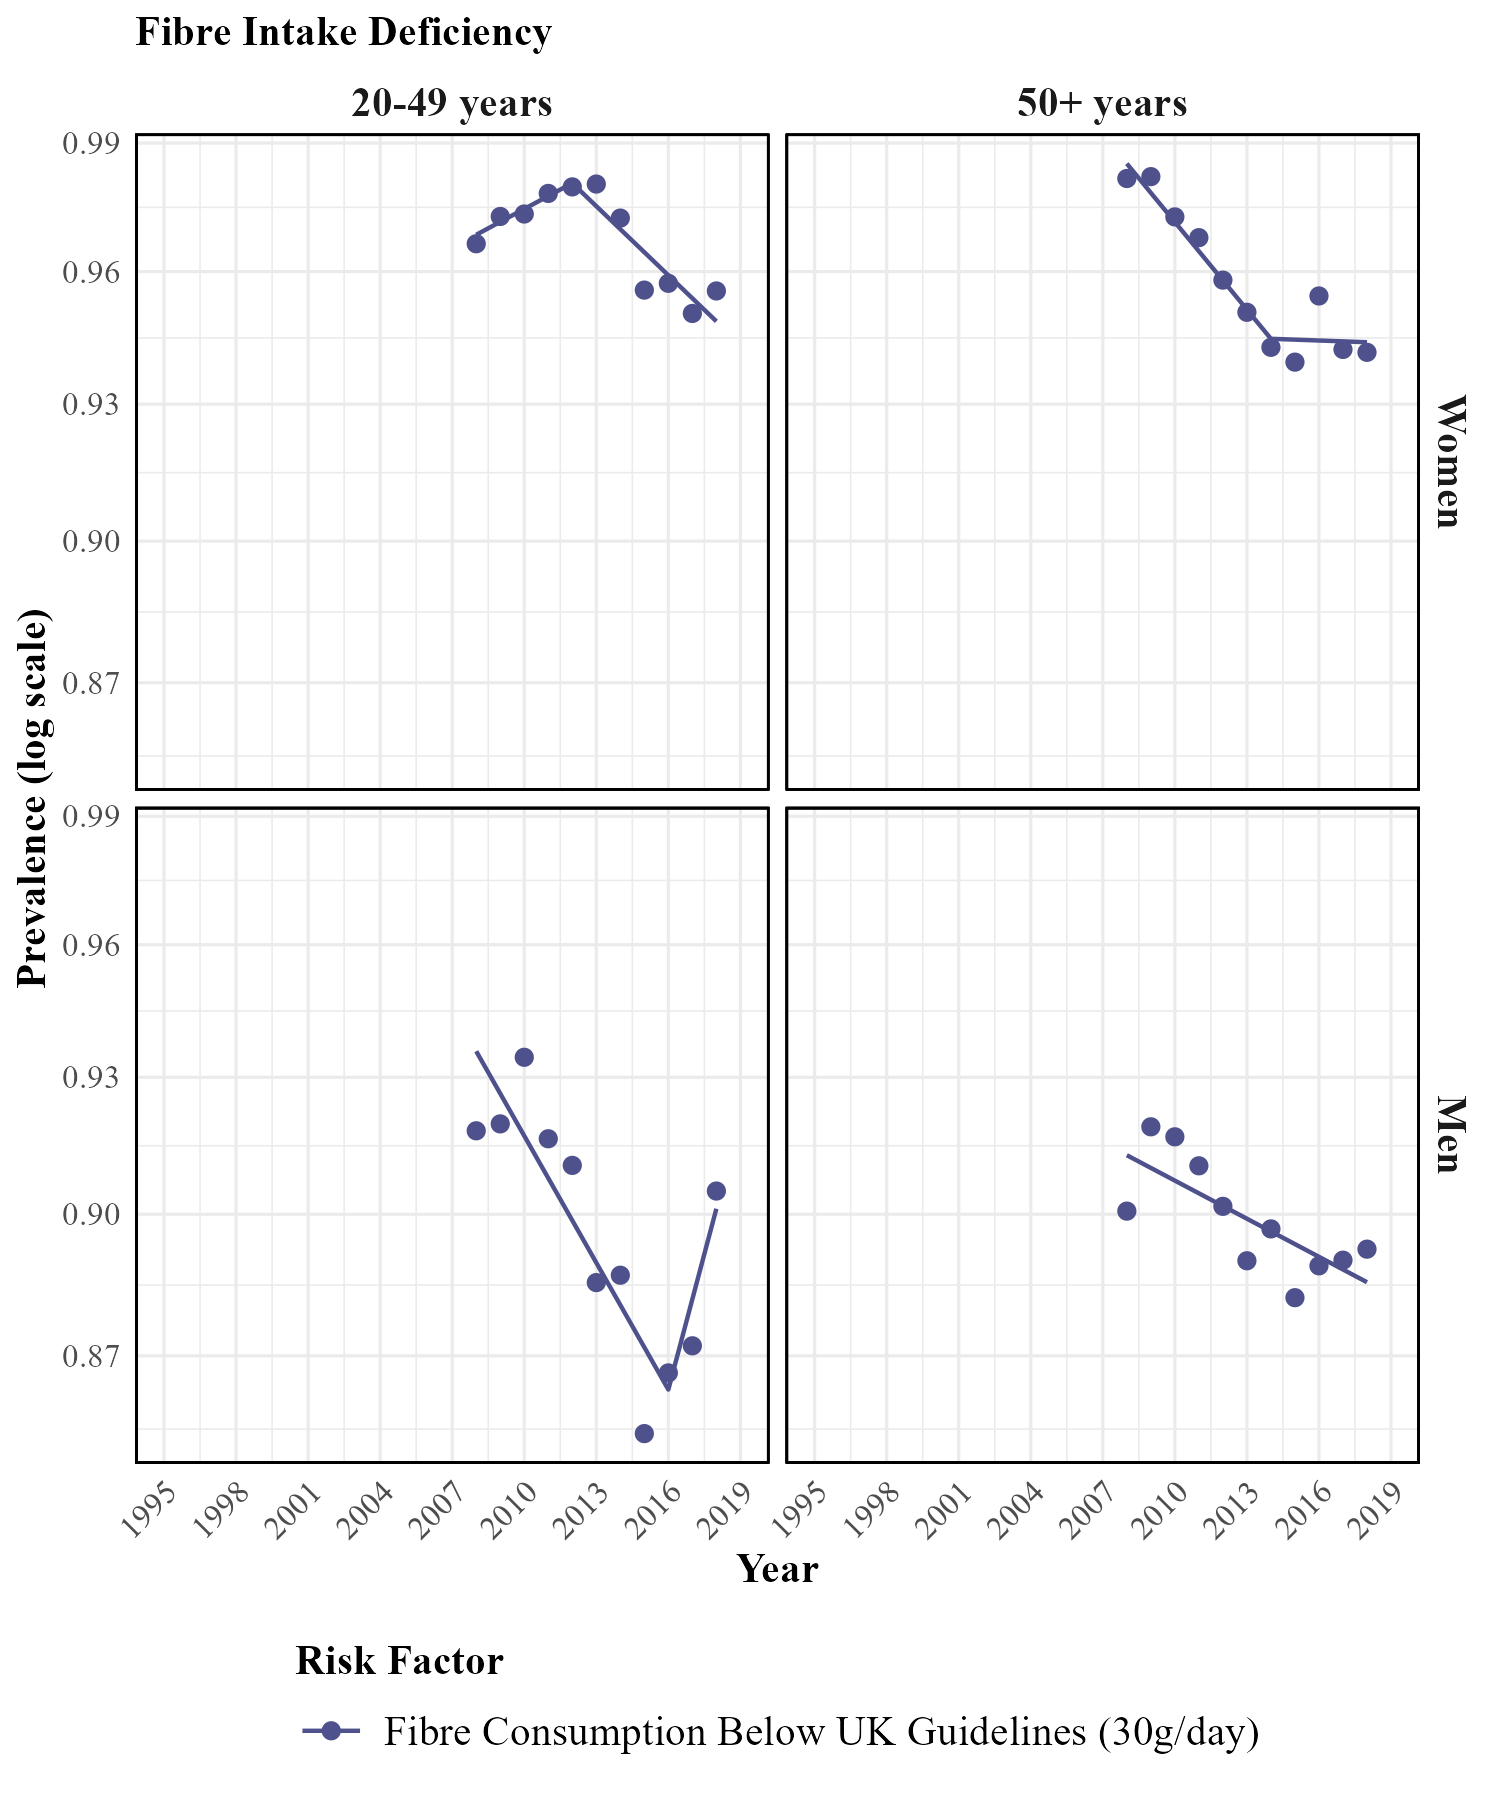 Fibre Intake Deficiency
20-49 years
50+ years
0.99
0.96
0.93
0.90
0.87
Women
Prevalence (log scale)
0.99
0.96
0.93
0.90
0.87
Men
1995 1998 2001 2004 2007 2010 2013 2016 2019
1995 1998 2001 2004 2007 2010 2013 2016 2019
Year
Risk Factor
Fibre Consumption Below UK Guidelines (30g/day)